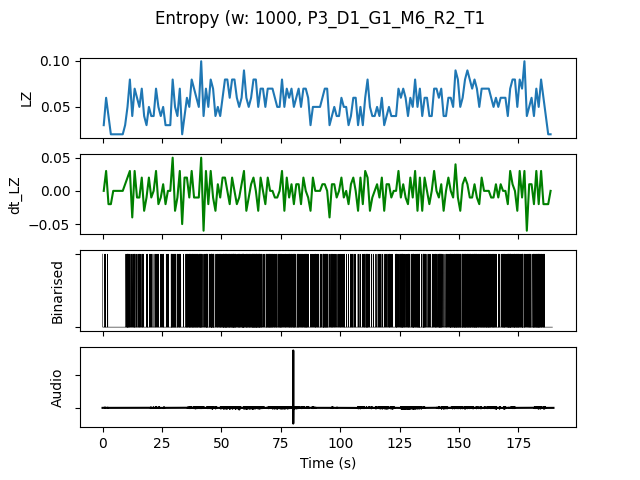 Entropy (w: 1000, P3_D1_G1_M6_R2_T1
0.10
0.05
LZ
0.05
0.00
−0.05
dt_LZ
Binarised
Audio
0 25 50 75 100 125 150 175
Time (s)